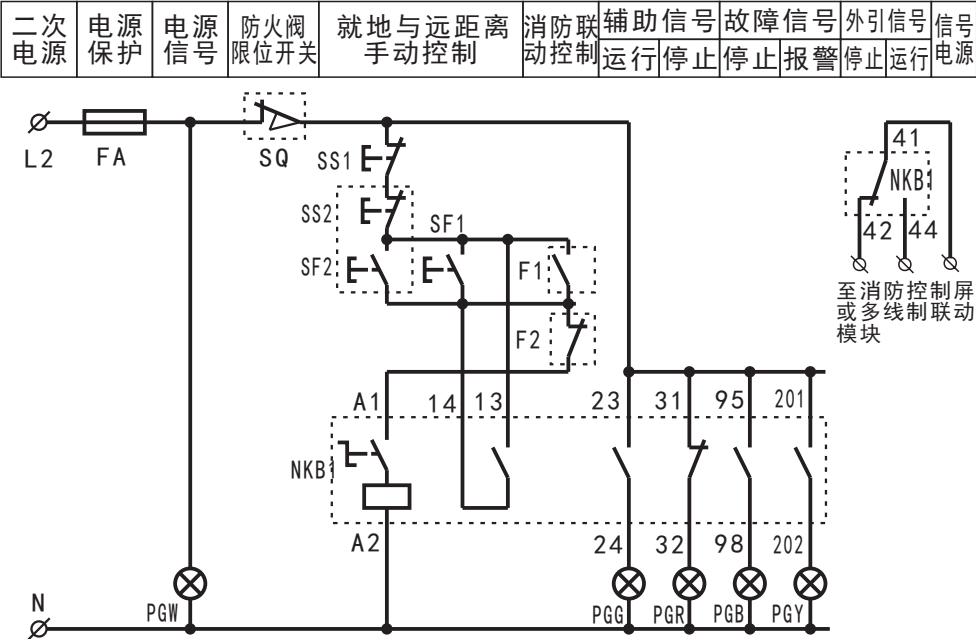 二次
电源
电源
保护
电源
信号
防火阀
限位开关
就地与远距离
手动控制
消防联
动控制
辅助信号
运行 停止
故障信号
停止 报警
外引信号
停止 运行
信号
电源
L2
FA
SQ
SS1
SS2
SF1
SF2
F1
F2
41
NKB1
42 44
至消防控制屏
或多线制联动
模块
A1 14 13 23 31 95 201
NKB1
A2 24 32 98 202
N
PGW PGG PGR PGB PGY